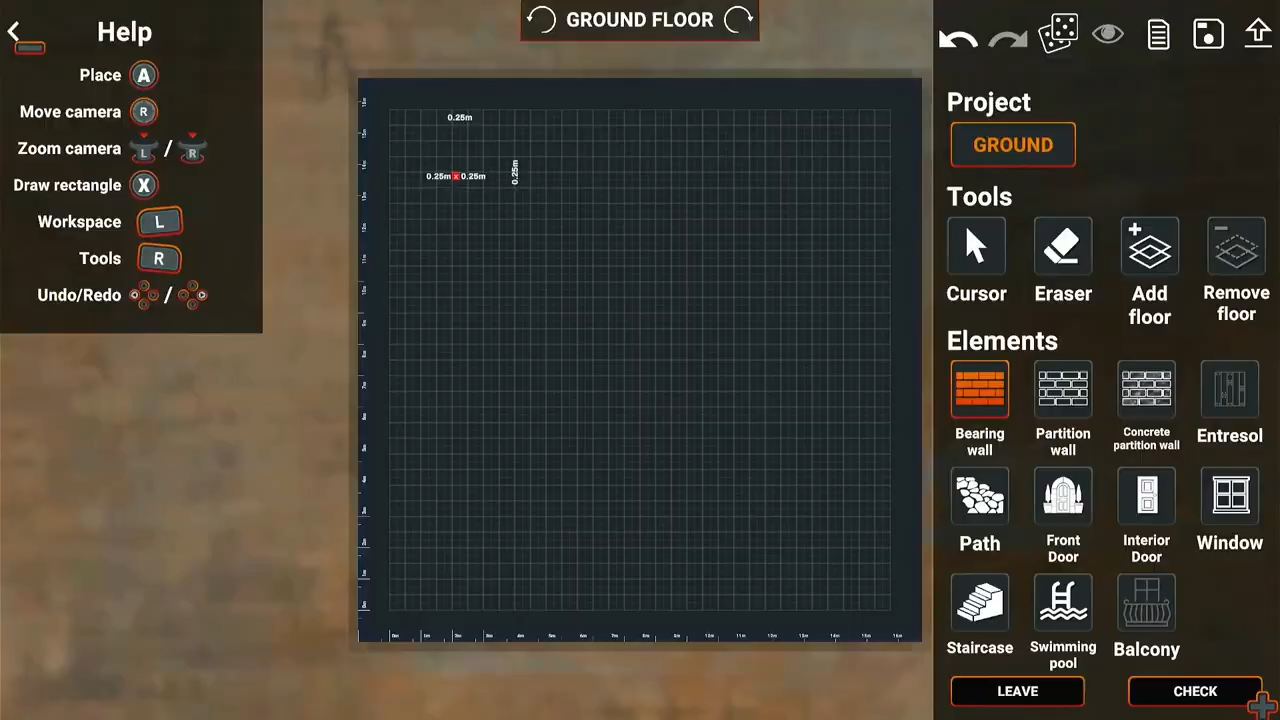 Help
Place A
Move camera R
Zoom camera L / R
Draw rectangle X
Workspace L
Tools R
Undo/Redo /
GROUND FLOOR
0.25m
0.25m x 0.25m
0.25m
Project
GROUND
Tools
Cursor
Eraser
Add floor
Remove floor
Elements
Bearing wall
Partition wall
Concrete partition wall
Entresol
Path
Front Door
Interior Door
Window
Staircase
Swimming pool
Balcony
LEAVE
CHECK